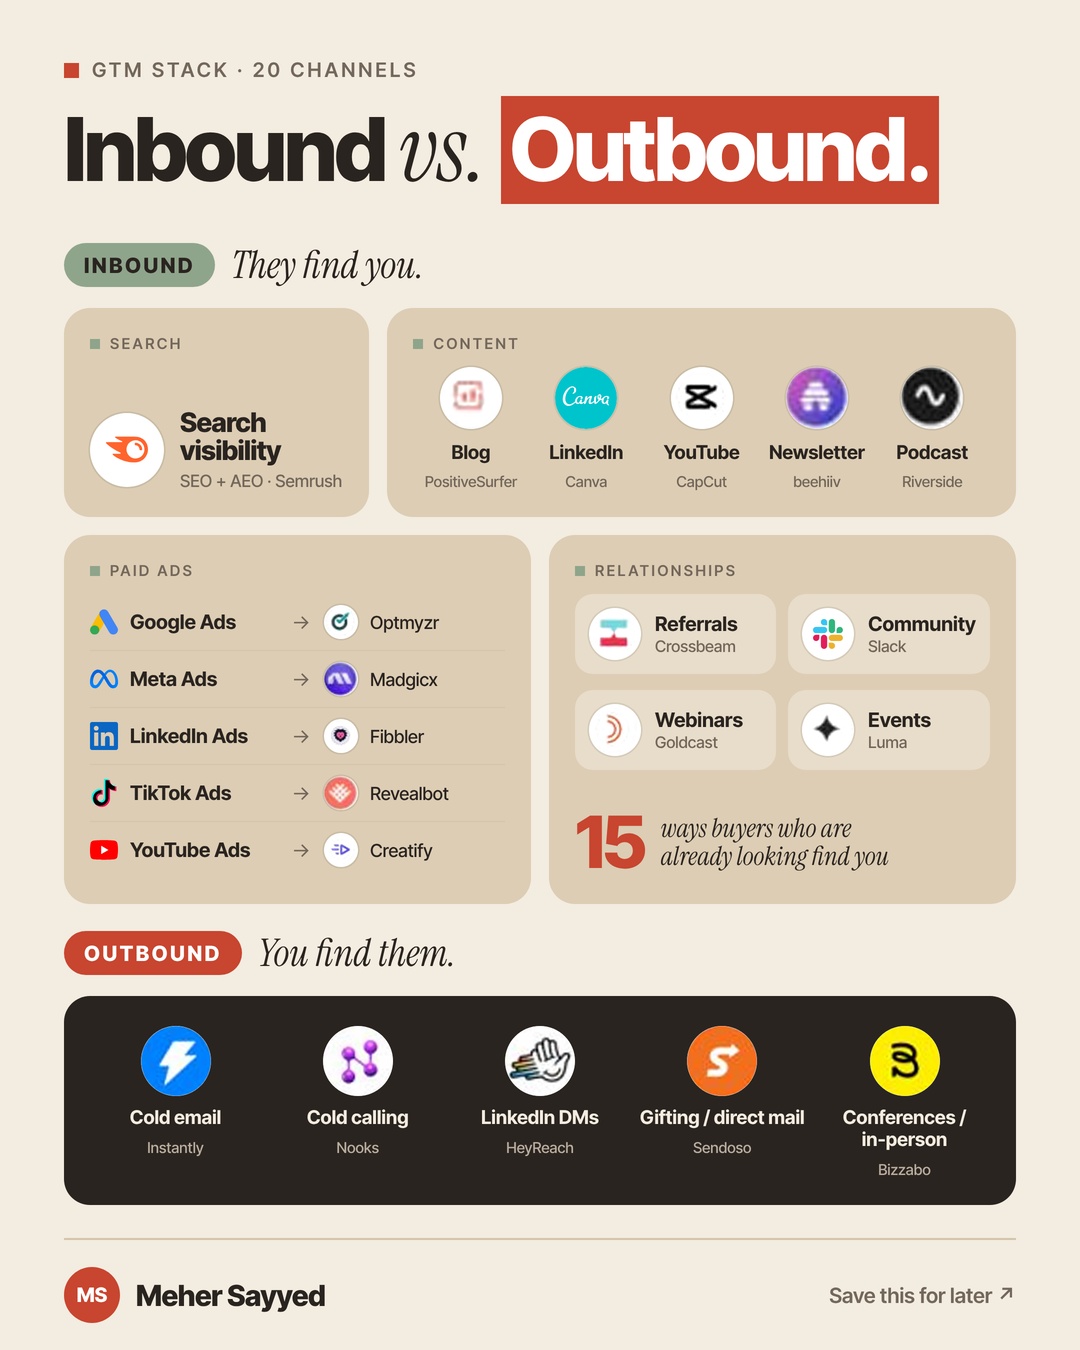 GTM STACK · 20 CHANNELS
Inbound vs. Outbound.
INBOUND They find you.
SEARCH
Search
visibility
SEO + AEO · Semrush
CONTENT
Canva
Blog
PositiveSurfer
LinkedIn
Canva
YouTube
CapCut
Newsletter
beehiiv
Podcast
Riverside
PAID ADS
Google Ads → Optmyzr
Meta Ads → Madgicx
in LinkedIn Ads → Fibbler
TikTok Ads → Revealbot
YouTube Ads → Creatify
RELATIONSHIPS
Referrals
Crossbeam
Community
Slack
Webinars
Goldcast
Events
Luma
15 ways buyers who are
already looking find you
OUTBOUND You find them.
Cold email
Instantly
Cold calling
Nooks
LinkedIn DMs
HeyReach
Gifting / direct mail
Sendoso
Conferences /
in-person
Bizzabo
MS Meher Sayyed
Save this for later ↗